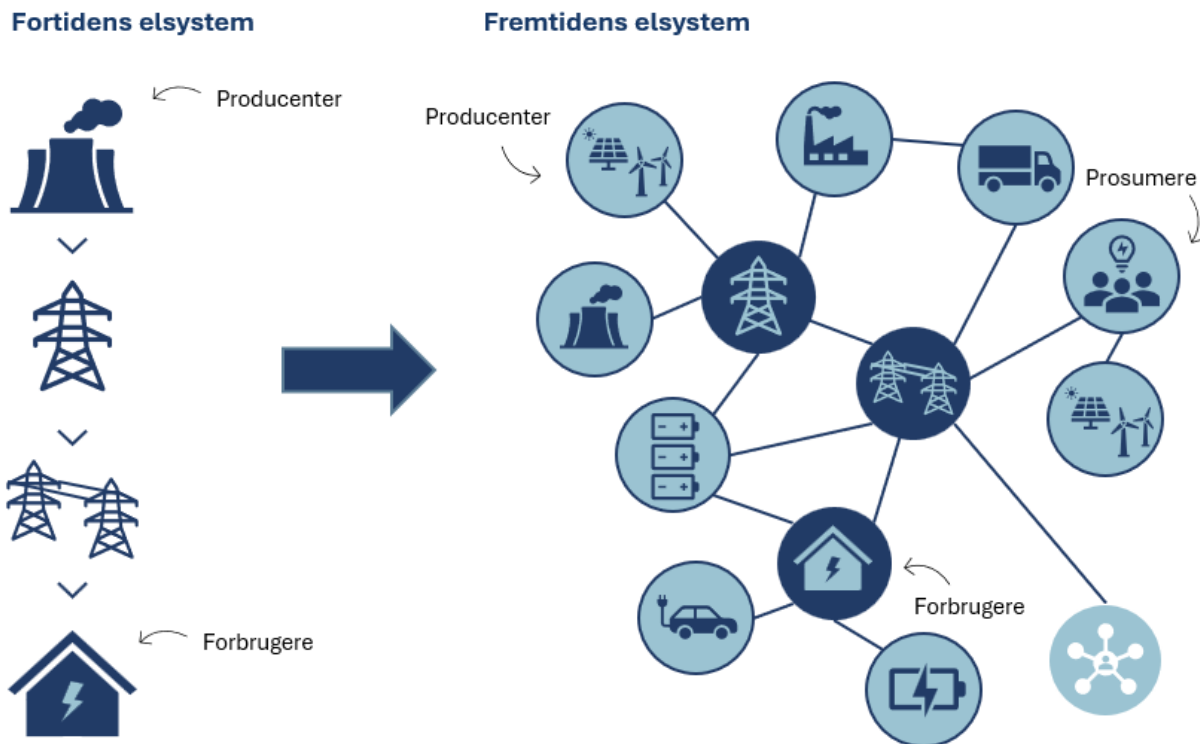 Fortidens elsystem
Fremtidens elsystem
Producenter
Producenter
Prosumere
Forbrugere
Forbrugere